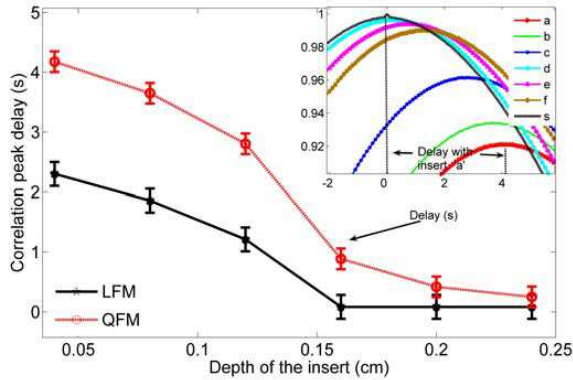 5
4
3
2
1
0
Correlation peak delay (s)
0.05
0.1
0.15
0.2
0.25
Depth of the insert (cm)
LFM
QFM
Delay (s)
1
0.98
0.96
0.94
0.92
-2
0
2
4
Delay with
insert 'a'
a
b
c
d
e
f
s